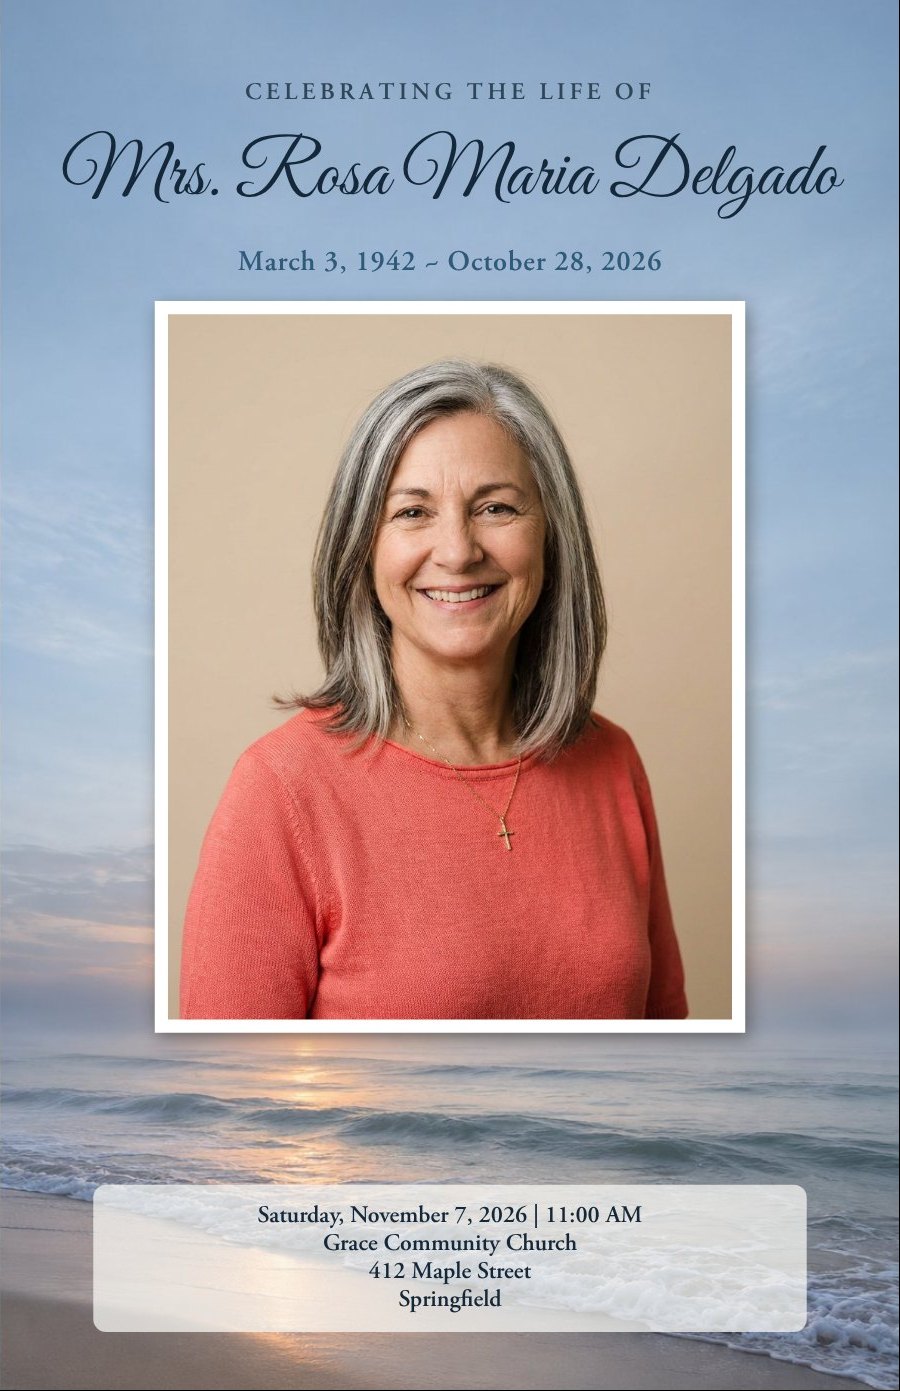 CELEBRATING THE LIFE OF
Mrs. Rosa Maria Delgado
March 3, 1942 ~ October 28, 2026
Saturday, November 7, 2026 | 11:00 AM
Grace Community Church
412 Maple Street
Springfield